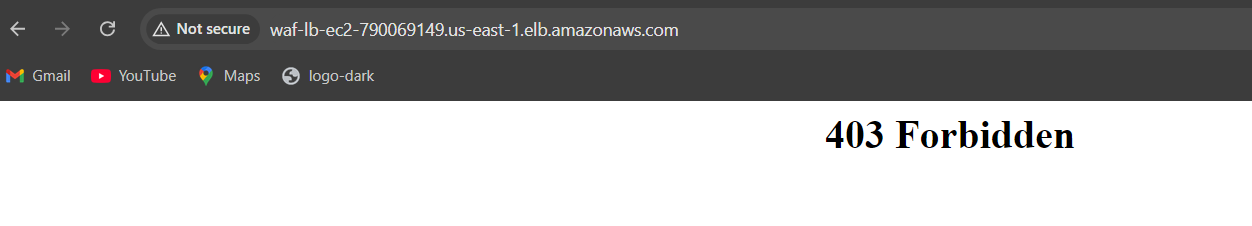 Not secure waf-lb-ec2-790069149.us-east-1.elb.amazonaws.com
Gmail YouTube Maps logo-dark
403 Forbidden